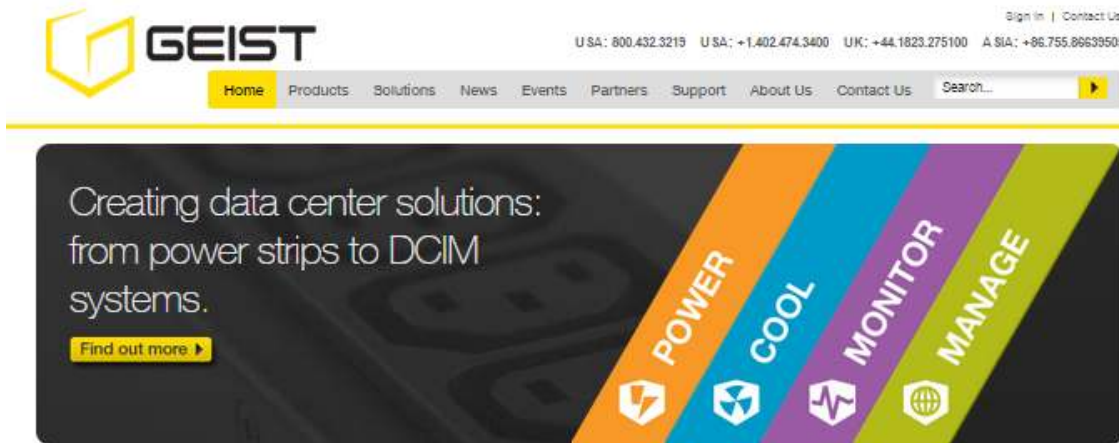 Sign In | Contact Us
GEIST
USA: 800.432.3219 USA: +1.402.474.3400 UK: +44.1823.275100 ASIA: +86.755.8663950
Home Products Solutions News Events Partners Support About Us Contact Us Search...
Creating data center solutions:
from power strips to DCIM
systems.
Find out more
POWER
COOL
MONITOR
MANAGE